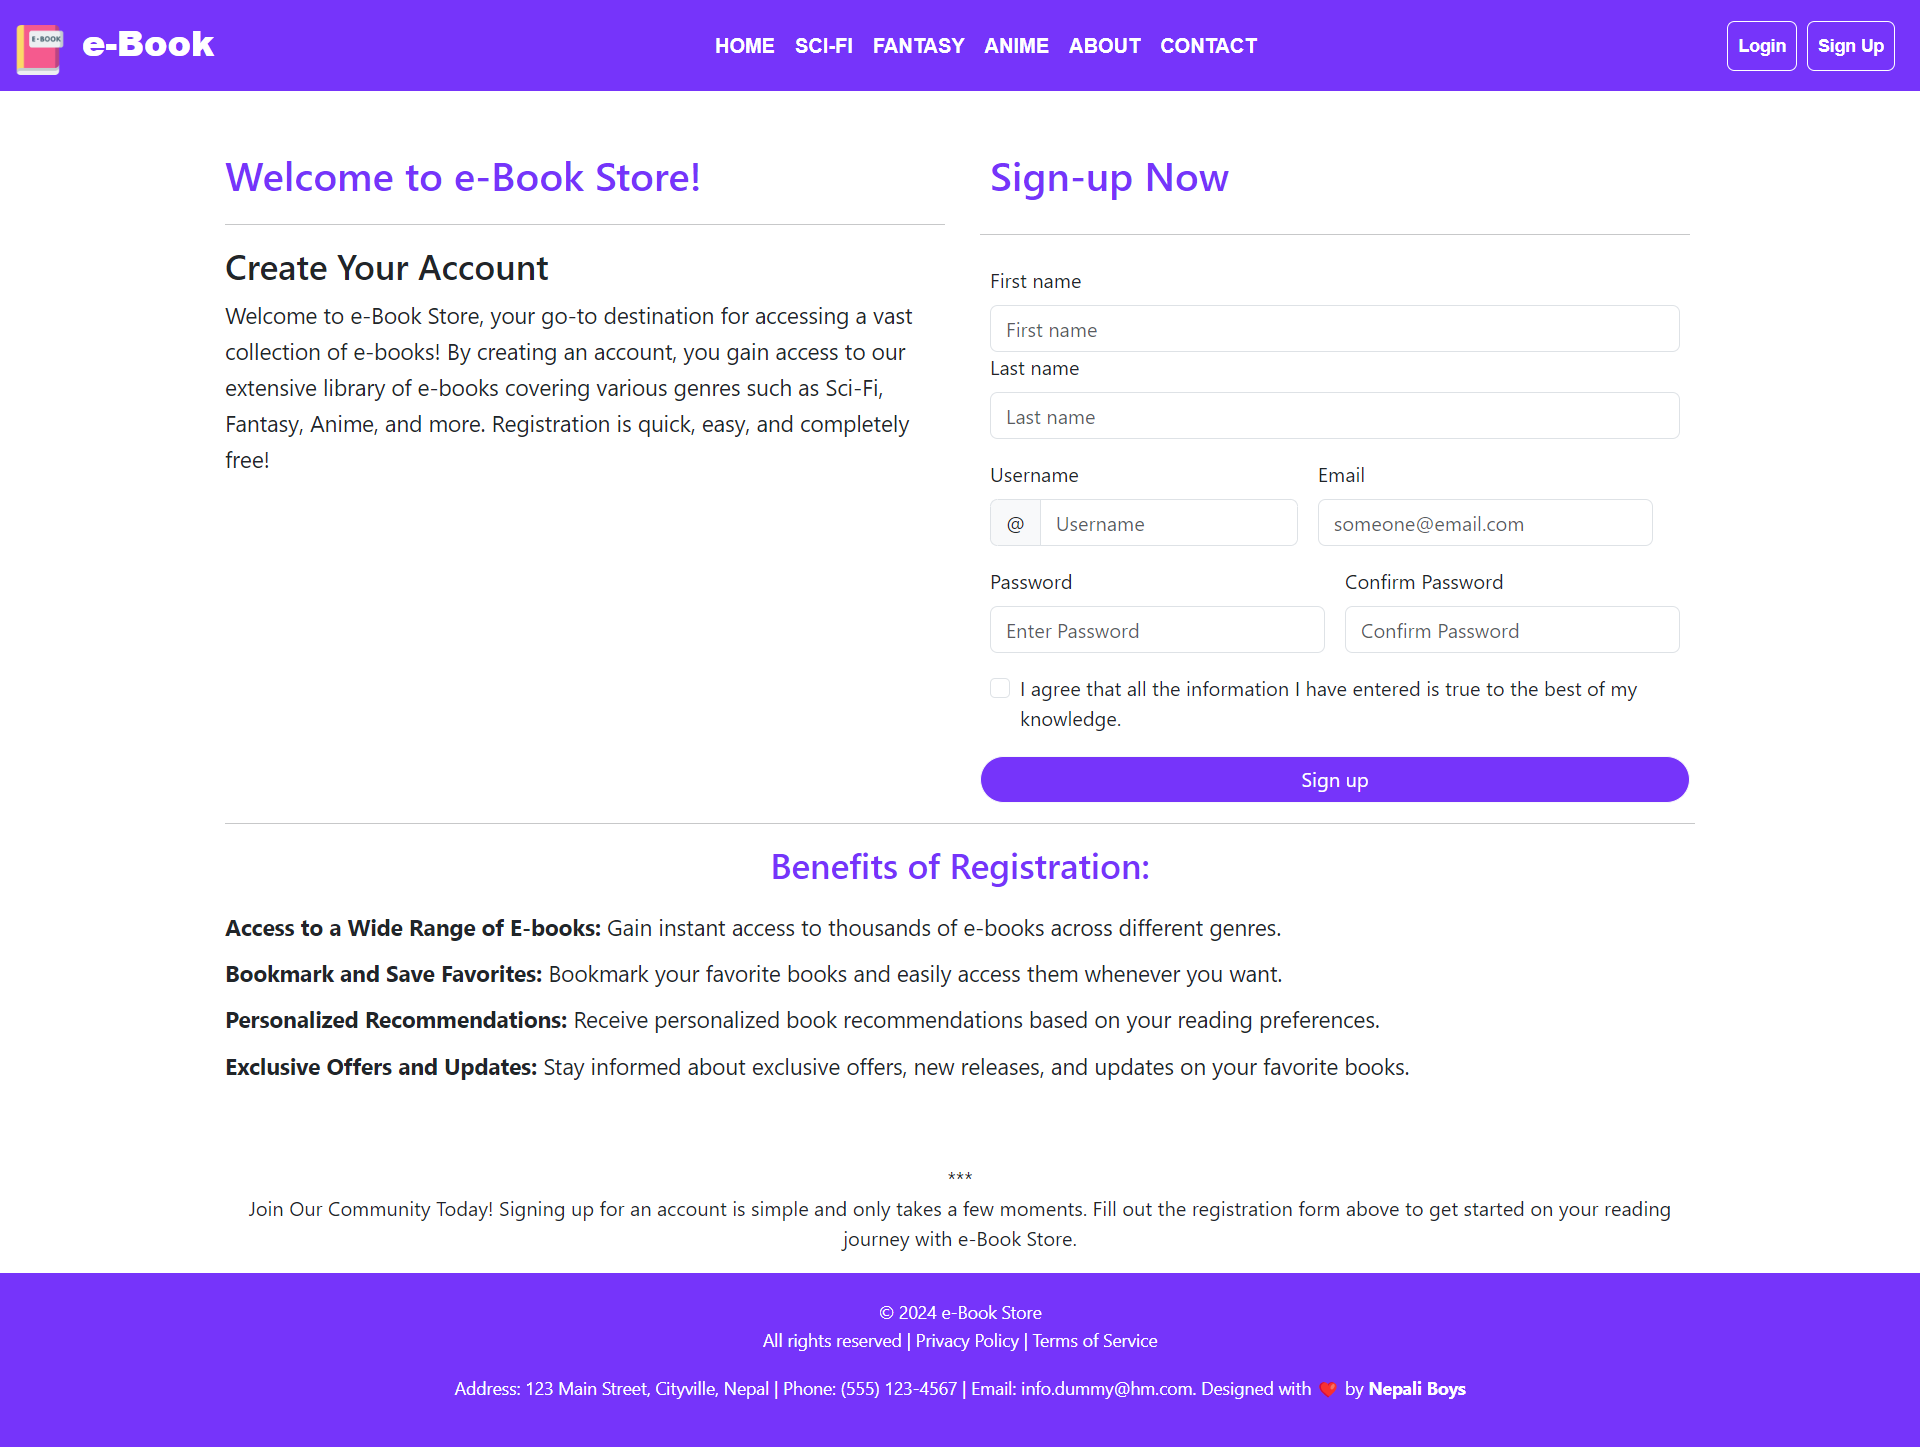 E-BOOK
e-Book
HOME SCI-FI FANTASY ANIME ABOUT CONTACT
Login
Sign Up
Welcome to e-Book Store!
Create Your Account
Welcome to e-Book Store, your go-to destination for accessing a vast
collection of e-books! By creating an account, you gain access to our
extensive library of e-books covering various genres such as Sci-Fi,
Fantasy, Anime, and more. Registration is quick, easy, and completely
free!
Sign-up Now
First name
First name
Last name
Last name
Username
@ Username
Email
someone@email.com
Password
Enter Password
Confirm Password
Confirm Password
I agree that all the information I have entered is true to the best of my
knowledge.
Sign up
Benefits of Registration:
Access to a Wide Range of E-books: Gain instant access to thousands of e-books across different genres.
Bookmark and Save Favorites: Bookmark your favorite books and easily access them whenever you want.
Personalized Recommendations: Receive personalized book recommendations based on your reading preferences.
Exclusive Offers and Updates: Stay informed about exclusive offers, new releases, and updates on your favorite books.
***
Join Our Community Today! Signing up for an account is simple and only takes a few moments. Fill out the registration form above to get started on your reading
journey with e-Book Store.
© 2024 e-Book Store
All rights reserved | Privacy Policy | Terms of Service
Address: 123 Main Street, Cityville, Nepal | Phone: (555) 123-4567 | Email: info.dummy@hm.com. Designed with ❤️ by Nepali Boys